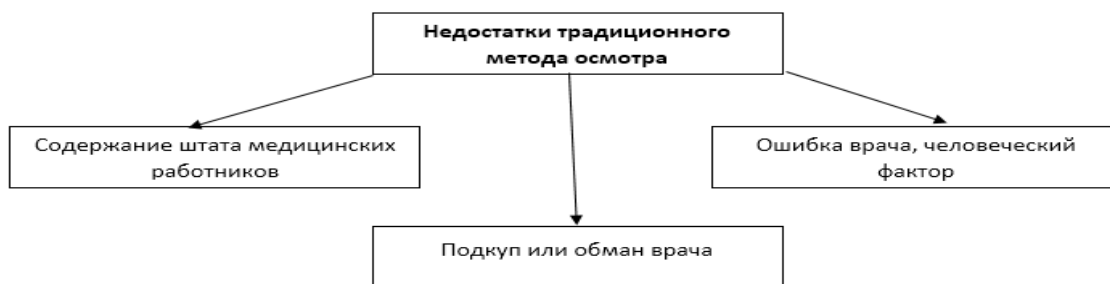 Недостатки традиционного
метода осмотра
Содержание штата медицинских
работников
Ошибка врача, человеческий
фактор
Подкуп или обман врача